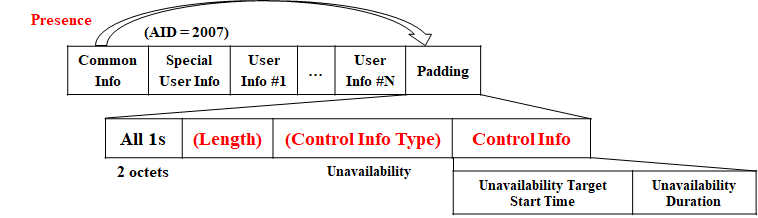 Presence
(AID = 2007)
Common Info
Special User Info
User Info #1
...
User Info #N
Padding
All 1s
(Length)
(Control Info Type)
Control Info
2 octets
Unavailability
Unavailability Target Start Time
Unavailability Duration